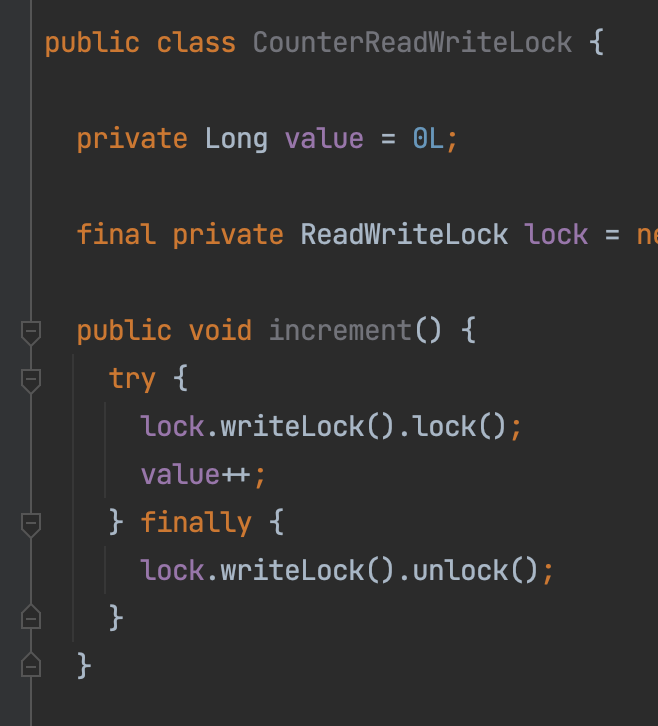 public class CounterReadWriteLock {
private Long value = 0L;
final private ReadWriteLock lock =
public void increment() {
try {
lock.writeLock().lock();
value++;
} finally {
lock.writeLock().unlock();
}
}